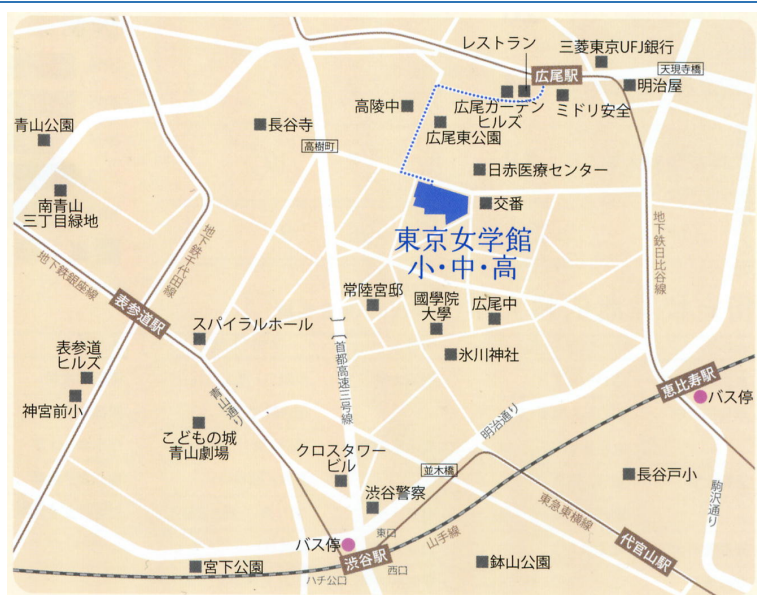 レストラン
三菱東京UFJ銀行
広尾駅
天現寺橋
明治屋
高陵中
広尾ガーデン
ヒルズ
ミドリ安全
青山公園
長谷寺
広尾東公園
高樹町
日赤医療センター
南青山
三丁目緑地
交番
地下鉄千代田線
地下鉄日比谷線
東京女学館
小・中・高
地下鉄銀座線
表参道駅
常陸宮邸
國學院
大學
広尾中
スパイラルホール
首都高速三号線
表参道
ヒルズ
氷川神社
恵比寿駅
バス停
神宮前小
青山通り
明治通り
こどもの城
青山劇場
クロスタワー
ビル
並木橋
長谷戸小
駒沢通り
渋谷警察
東急東横線
東口
山手線
代官山駅
バス停
渋谷駅
宮下公園
西口
鉢山公園
ハチ公口